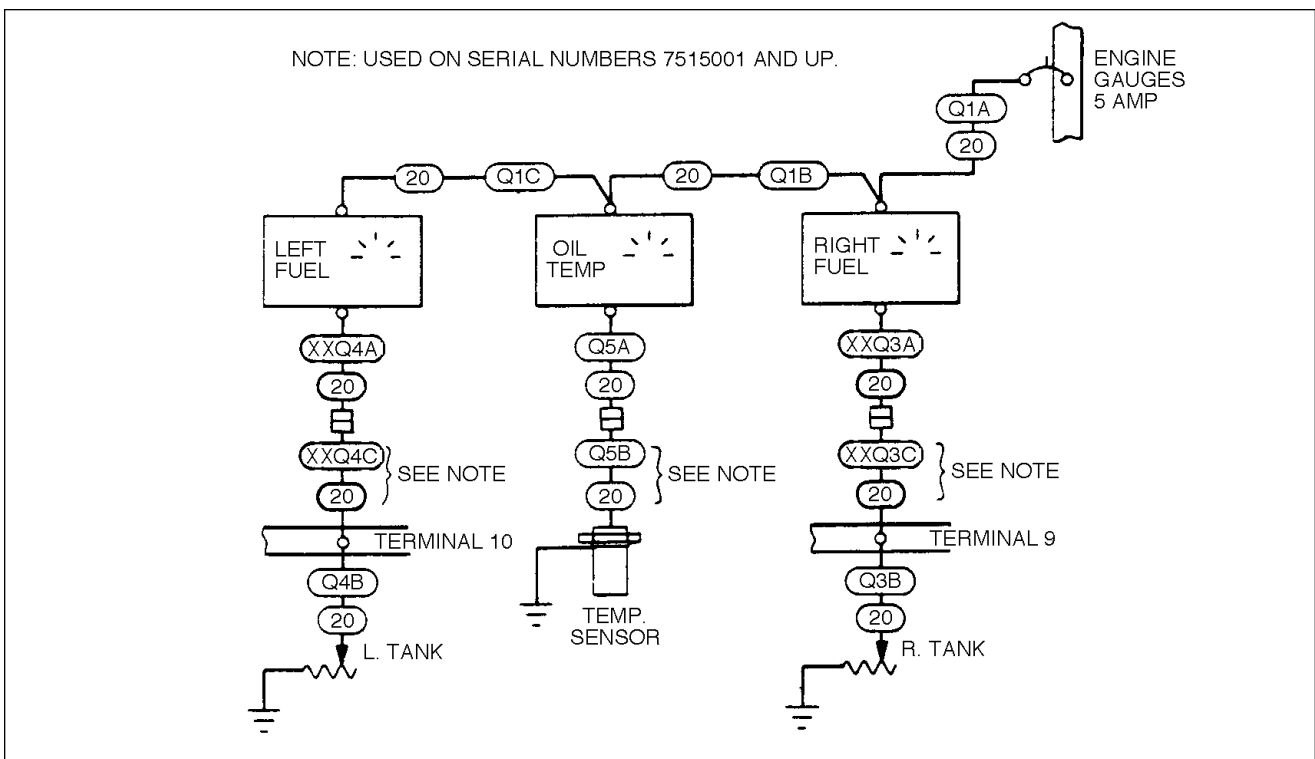 NOTE: USED ON SERIAL NUMBERS 7515001 AND UP.
ENGINE
GAUGES
5 AMP
Q1A
20
20
Q1C
20
Q1B
LEFT
FUEL
OIL
TEMP
RIGHT
FUEL
XXQ4A
Q5A
XXQ3A
20
20
20
XXQ4C
SEE NOTE
Q5B
SEE NOTE
XXQ3C
SEE NOTE
20
20
20
TERMINAL 10
TERMINAL 9
Q4B
Q3B
20
20
TEMP.
SENSOR
L. TANK
R. TANK